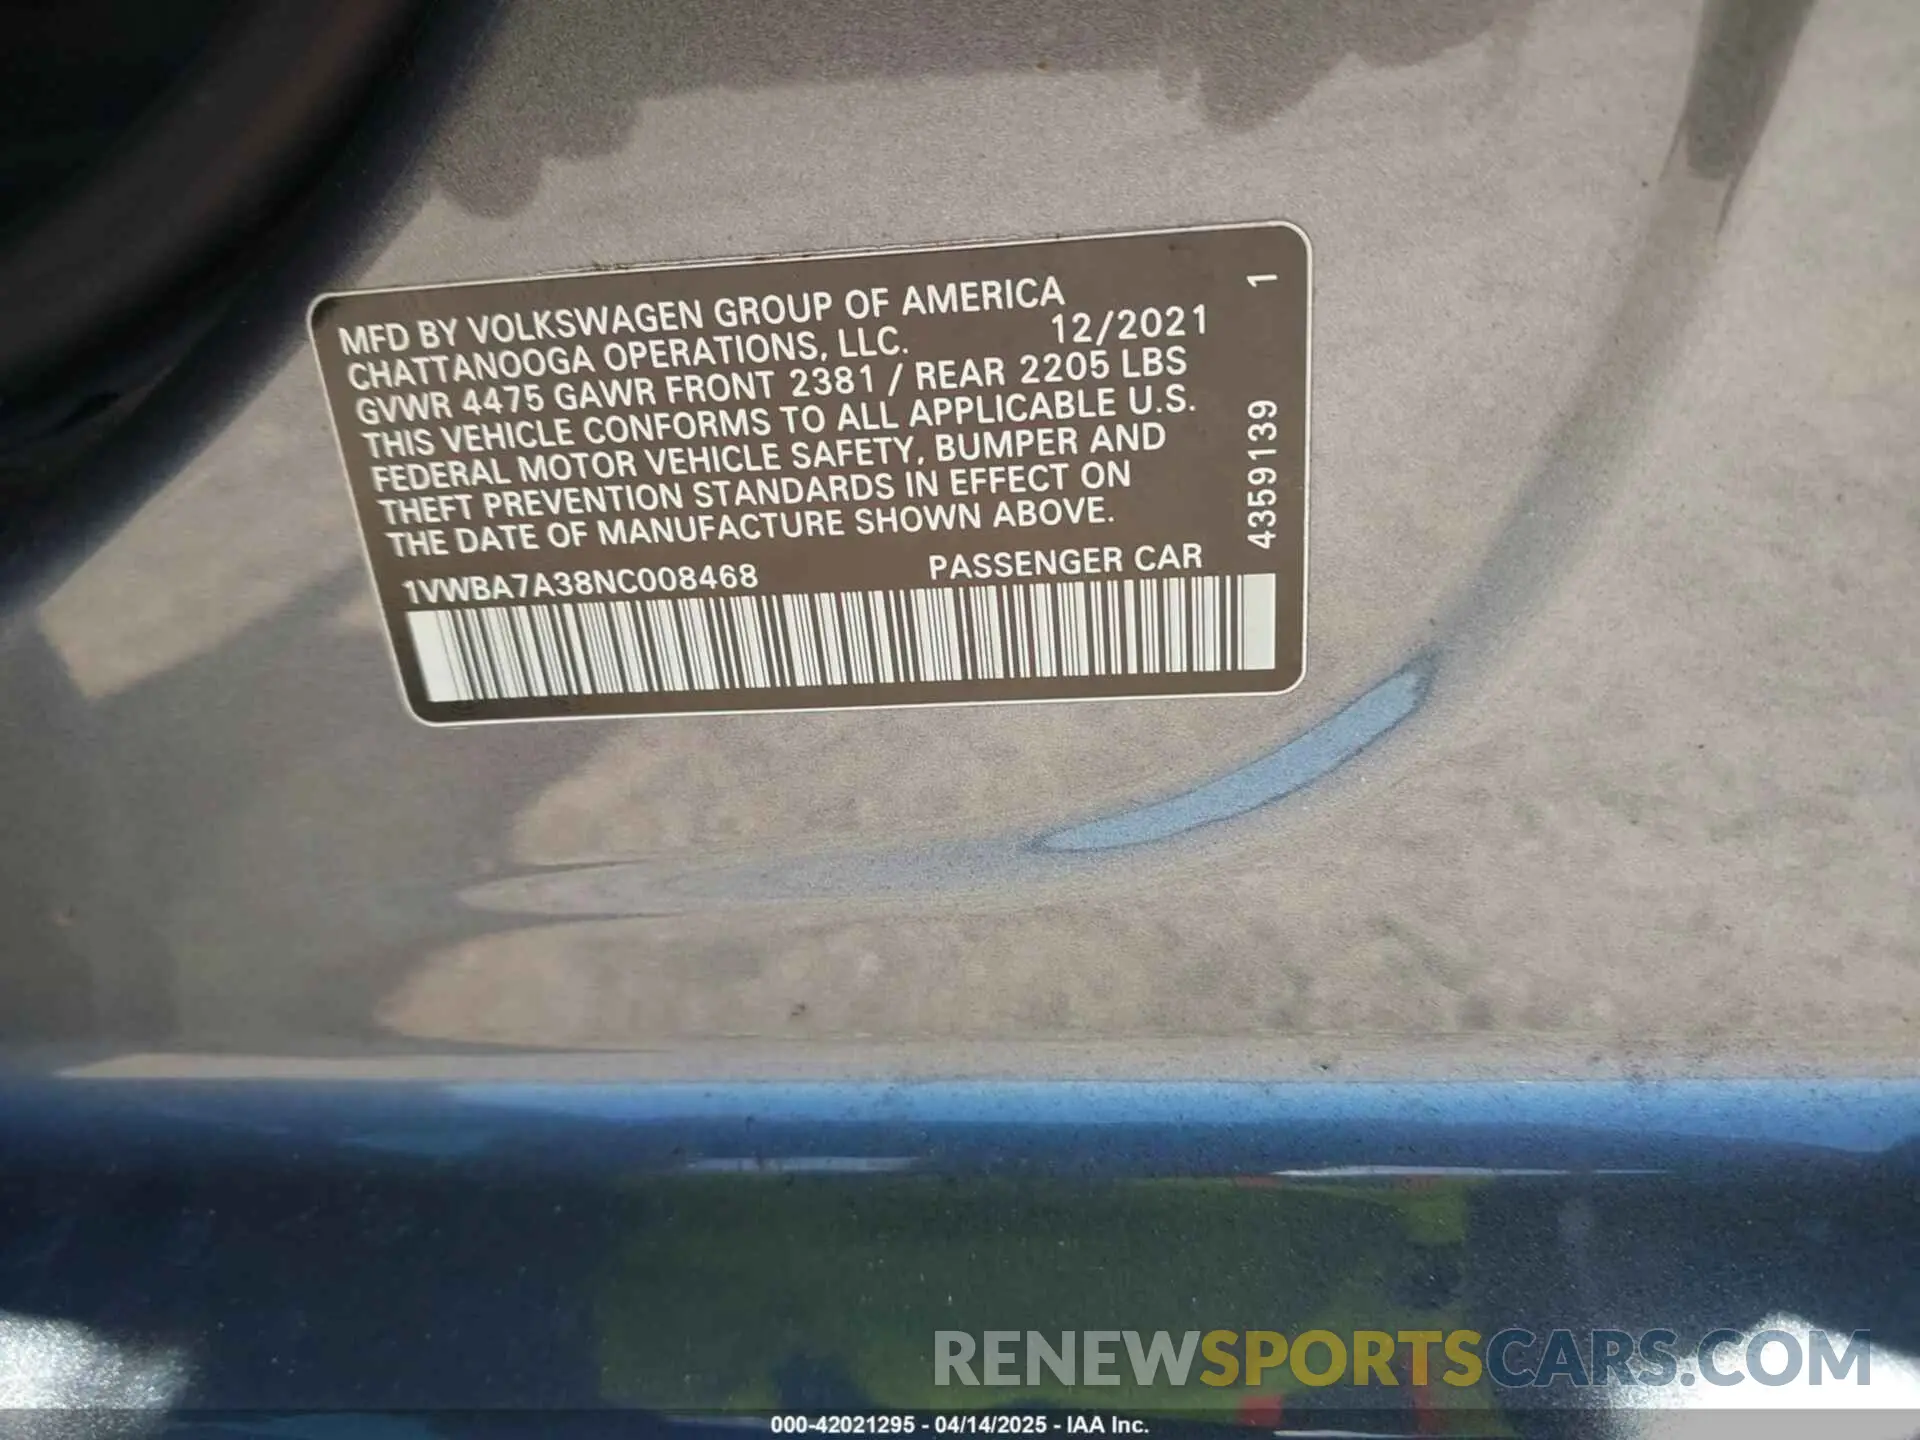 MFD BY VOLKSWAGEN GROUP OF AMERICA
CHATTANOOGA OPERATIONS, LLC. 12/2021
GVWR 4475 GAWR FRONT 2381 / REAR 2205 LBS
THIS VEHICLE CONFORMS TO ALL APPLICABLE U.S.
FEDERAL MOTOR VEHICLE SAFETY, BUMPER AND
THEFT PREVENTION STANDARDS IN EFFECT ON
THE DATE OF MANUFACTURE SHOWN ABOVE.
1VWBA7A38NC008468 PASSENGER CAR
4359139 1
RENEWSPORTSCARS.COM
000-42021295 - 04/14/2025 - IAA Inc.